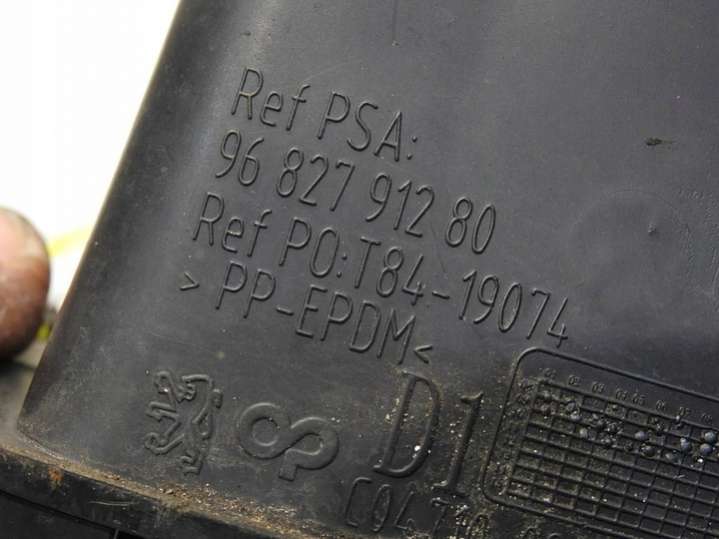 Ref PSA:
96 827 912 80
Ref PO:T84-19074
> PP-EPDM <
D1